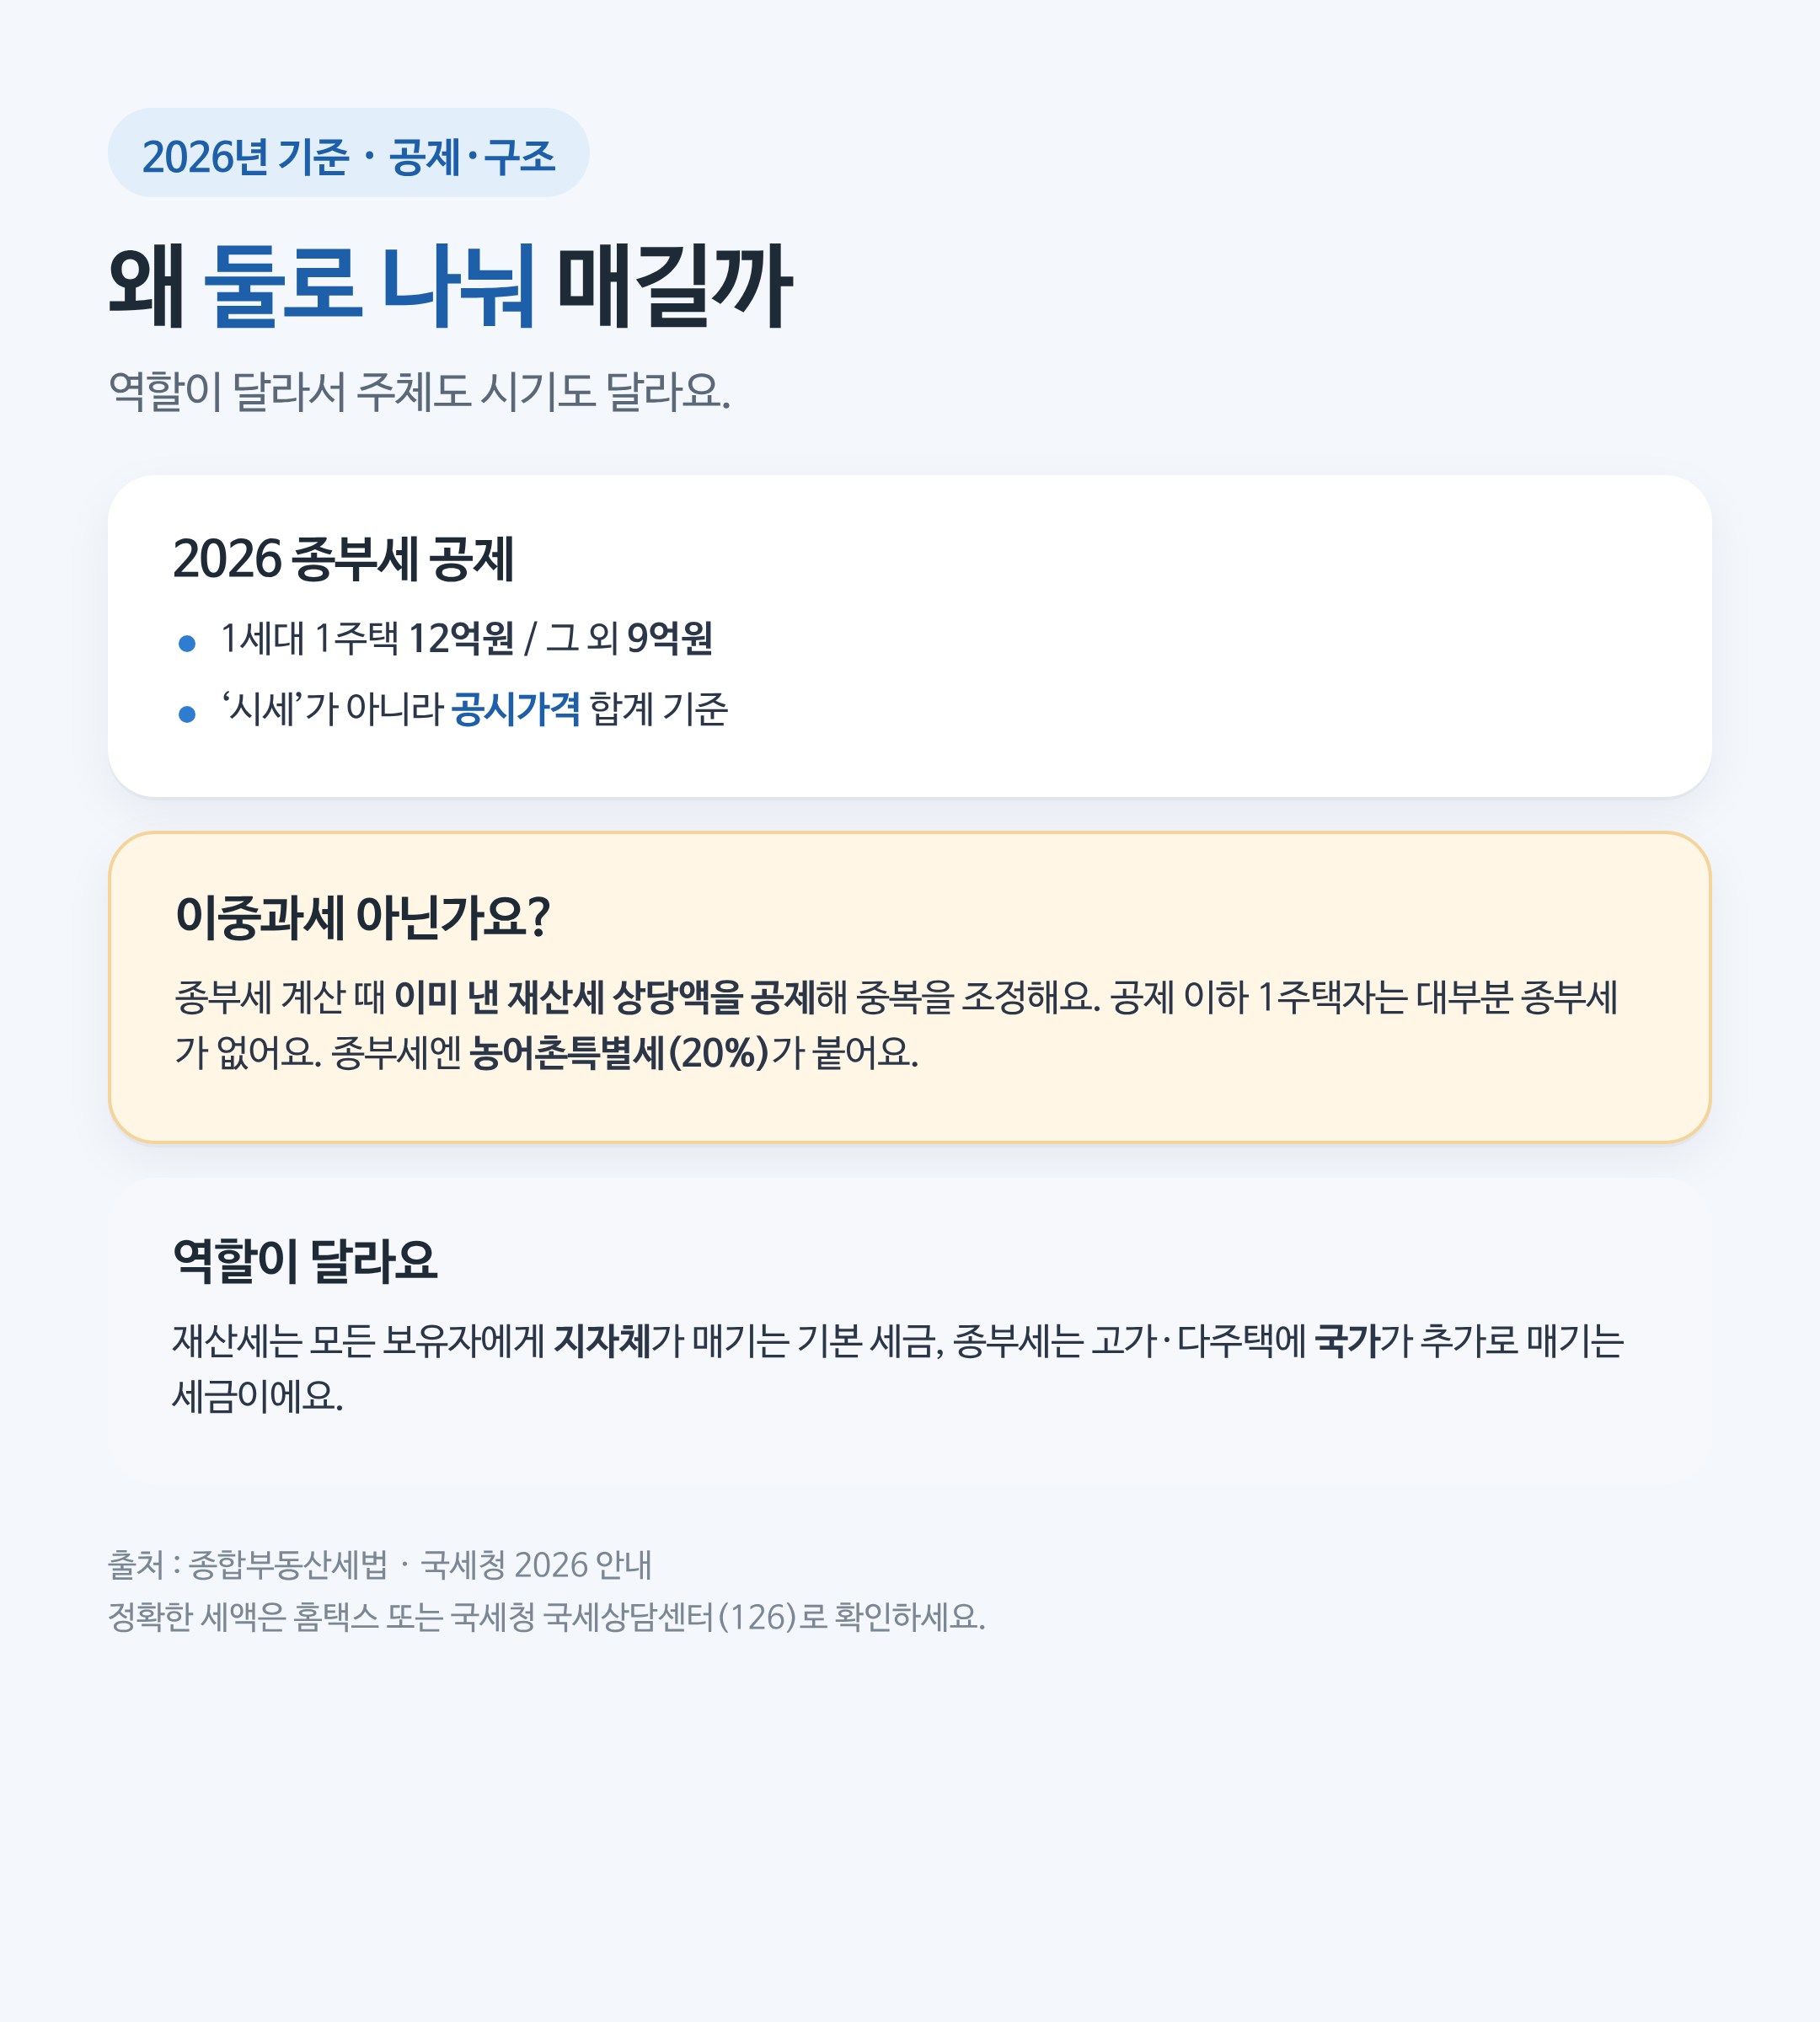 2026년 기준 · 공제·구조
왜 둘로 나눠 매길까
역할이 달라서 주체도 시기도 달라요.
2026 종부세 공제
● 1세대 1주택 12억원 / 그 외 9억원
● ‘시세’가 아니라 공시가격 합계 기준
이중과세 아닌가요?
종부세 계산 때 이미 낸 재산세 상당액을 공제해 중복을 조정해요. 공제 이하 1주택자는 대부분 종부세
가 없어요. 종부세엔 농어촌특별세(20%)가 붙어요.
역할이 달라요
재산세는 모든 보유자에게 지자체가 매기는 기본 세금, 종부세는 고가·다주택에 국가가 추가로 매기는
세금이에요.
출처 : 종합부동산세법 · 국세청 2026 안내
정확한 세액은 홈택스 또는 국세청 국세상담센터(126)로 확인하세요.